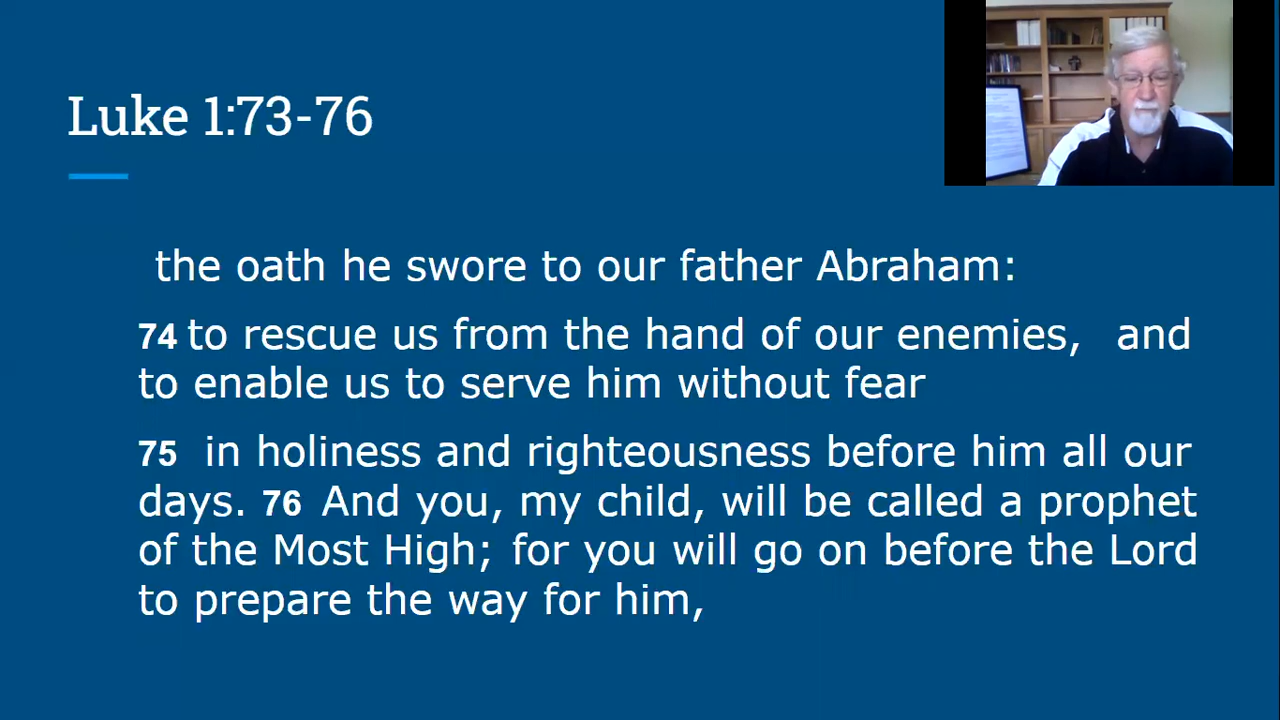 Luke 1:73-76
the oath he swore to our father Abraham:
74 to rescue us from the hand of our enemies, and
to enable us to serve him without fear
75 in holiness and righteousness before him all our
days. 76 And you, my child, will be called a prophet
of the Most High; for you will go on before the Lord
to prepare the way for him,